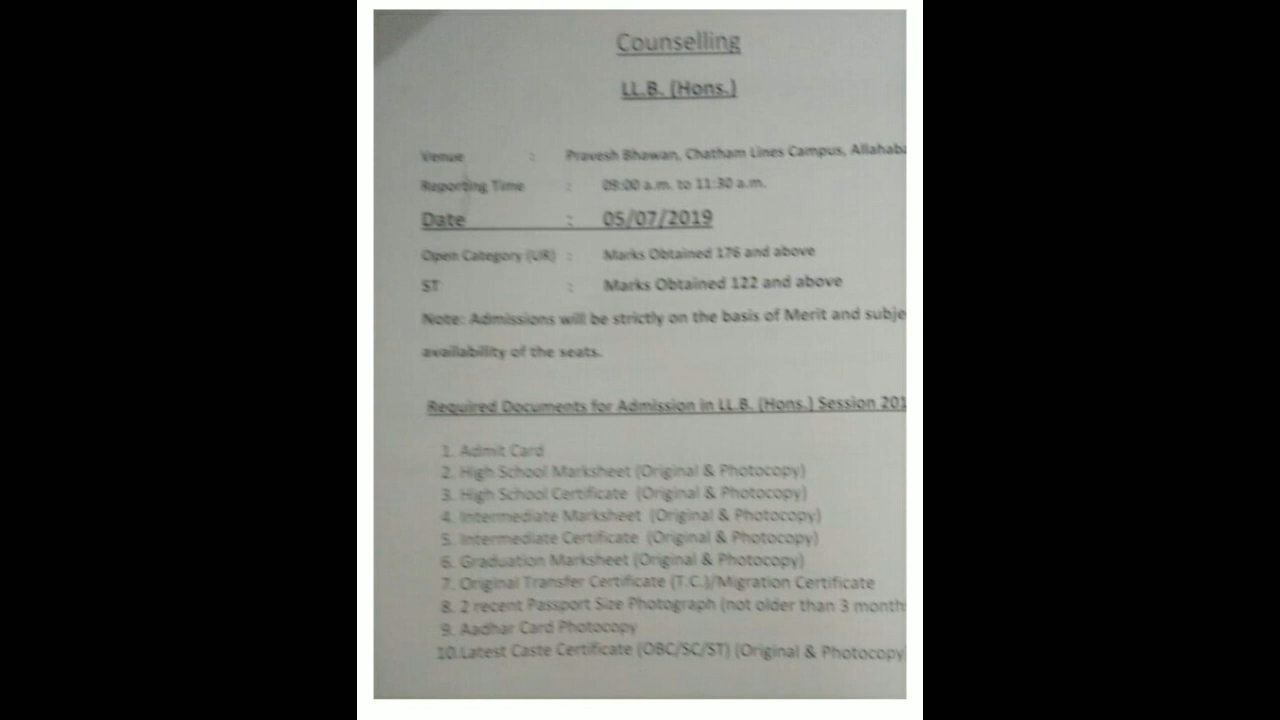 Counselling
LL.B. (Hons.)
Venue : Pravesh Bhawan, Chatham Lines Campus, Allahaba
Reporting Time : 09:00 a.m. to 11:30 a.m.
Date : 05/07/2019
Open Category (UR) : Marks Obtained 176 and above
ST : Marks Obtained 122 and above
Note: Admissions will be strictly on the basis of Merit and subje
availability of the seats.
Required Documents for Admission in LL.B. (Hons.) Session 201
1. Admit Card
2. High School Marksheet (Original & Photocopy)
3. High School Certificate (Original & Photocopy)
4. Intermediate Marksheet (Original & Photocopy)
5. Intermediate Certificate (Original & Photocopy)
6. Graduation Marksheet (Original & Photocopy)
7. Original Transfer Certificate (T.C.)/Migration Certificate
8. 2 recent Passport Size Photograph (not older than 3 months
9. Aadhar Card Photocopy
10.Latest Caste Certificate (OBC/SC/ST) (Original & Photocopy)